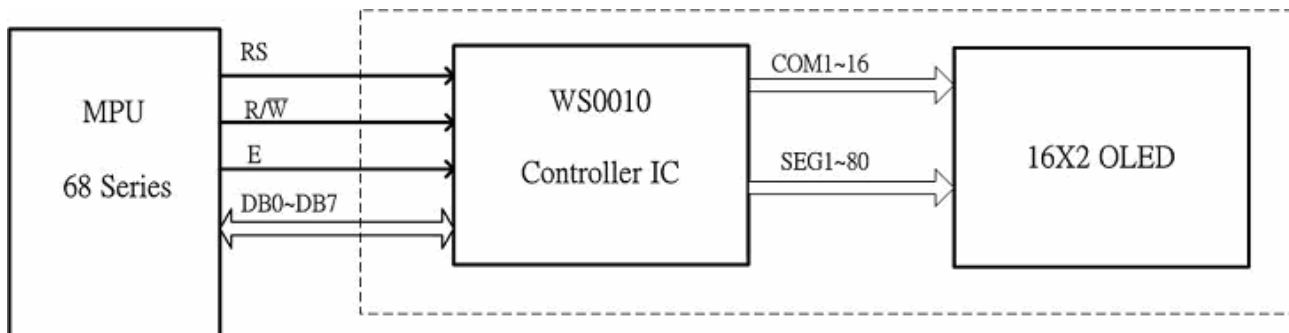 MPU
68 Series
RS
R/W̅
E
DB0~DB7
WS0010
Controller IC
COM1~16
SEG1~80
16X2 OLED